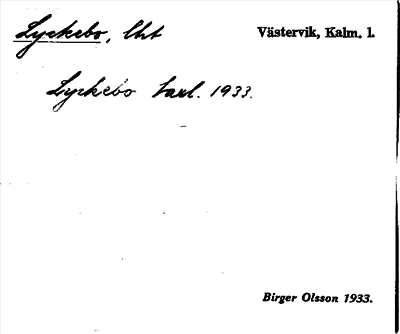 Lyckebo, lht Västervik, Kalm. l.
Lyckebo taxl. 1933.
Birger Olsson 1933.